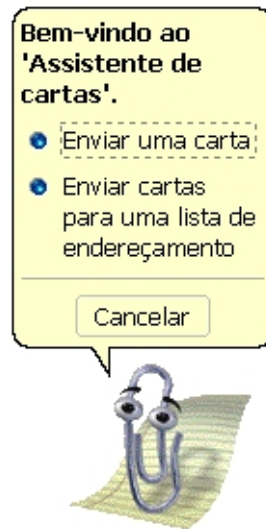 Bem-vindo ao
'Assistente de
cartas'.
Enviar uma carta
Enviar cartas
para uma lista de
endereçamento
Cancelar